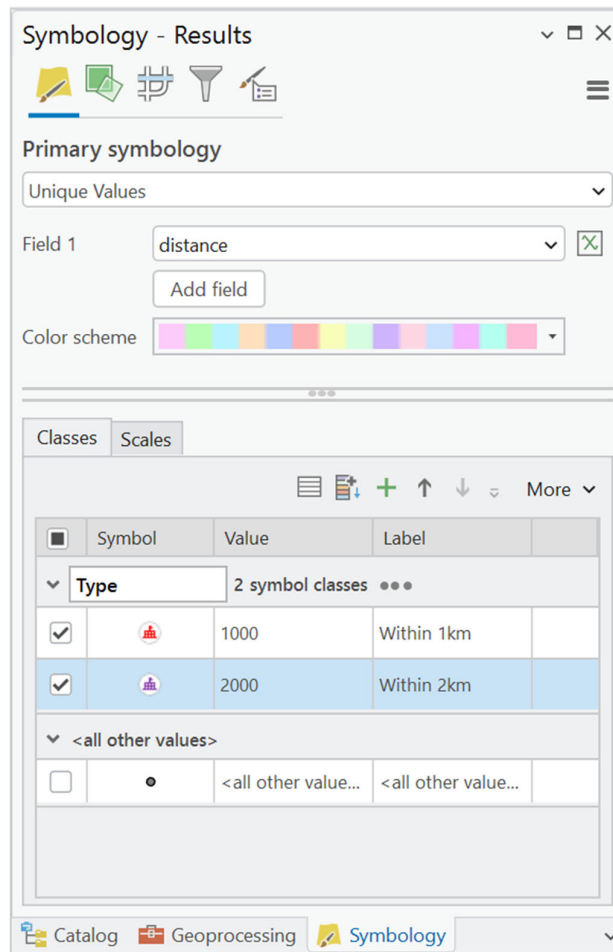 Symbology - Results
Primary symbology
Unique Values
Field 1 distance
Add field
Color scheme
Classes Scales
More
Symbol Value Label
Type 2 symbol classes
1000 Within 1km
2000 Within 2km
<all other values>
<all other value... <all other value...
Catalog Geoprocessing Symbology